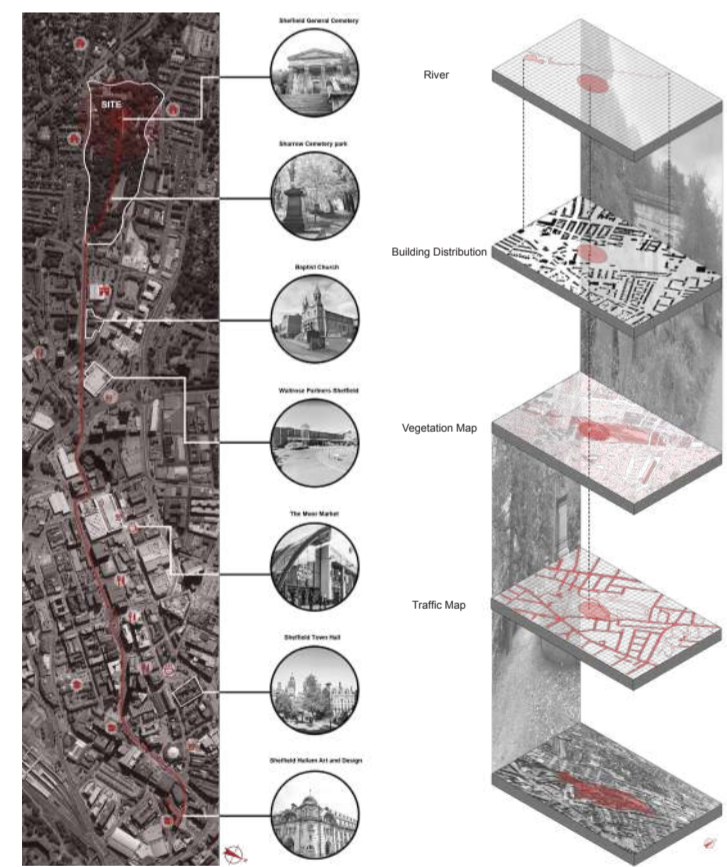 Sheffield General Cemetery
SITE
Sharrow Cemetery park
Baptist Church
Waitrose Partners Sheffield
The Moor Market
Sheffield Town Hall
Sheffield Hallam Art and Design
River
Building Distribution
Vegetation Map
Traffic Map